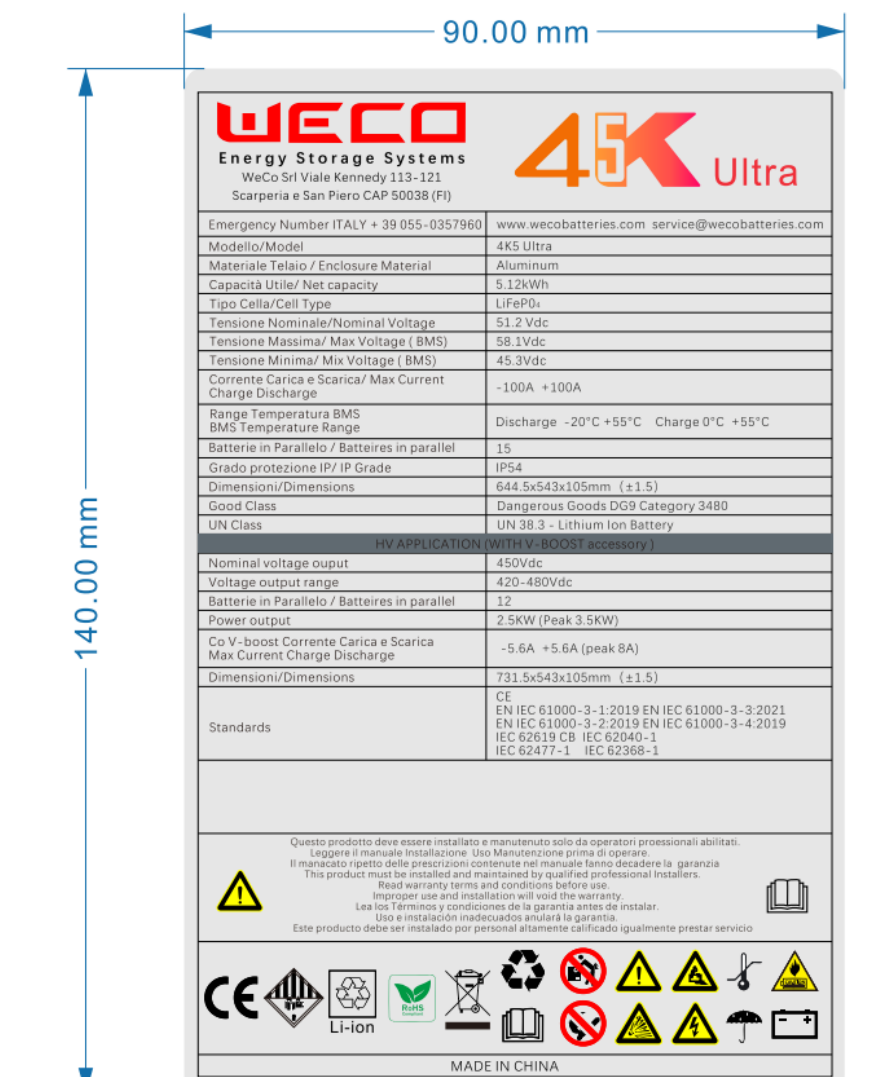 90.00 mm
140.00 mm
WECO
Energy Storage Systems
WeCo Srl Viale Kennedy 113-121
Scarperia e San Piero CAP 50038 (FI)
45K Ultra
Emergency Number ITALY + 39 055-0357960 www.wecobatteries.com service@wecobatteries.com
Modello/Model 4K5 Ultra
Materiale Telaio / Enclosure Material Aluminum
Capacità Utile/ Net capacity 5.12kWh
Tipo Cella/Cell Type LiFeP0₄
Tensione Nominale/Nominal Voltage 51.2 Vdc
Tensione Massima/ Max Voltage ( BMS) 58.1Vdc
Tensione Minima/ Mix Voltage ( BMS) 45.3Vdc
Corrente Carica e Scarica/ Max Current
Charge Discharge
-100A +100A
Range Temperatura BMS
BMS Temperature Range
Discharge -20°C +55°C Charge 0°C +55°C
Batterie in Parallelo / Batteires in parallel 15
Grado protezione IP/ IP Grade IP54
Dimensioni/Dimensions 644.5x543x105mm (±1.5)
Good Class Dangerous Goods DG9 Category 3480
UN Class UN 38.3 - Lithium Ion Battery
HV APPLICATION (WITH V-BOOST accessory )
Nominal voltage ouput 450Vdc
Voltage output range 420-480Vdc
Batterie in Parallelo / Batteires in parallel 12
Power output 2.5KW (Peak 3.5KW)
Co V-boost Corrente Carica e Scarica
Max Current Charge Discharge
-5.6A +5.6A (peak 8A)
Dimensioni/Dimensions 731.5x543x105mm (±1.5)
Standards
CE
EN IEC 61000-3-1:2019 EN IEC 61000-3-3:2021
EN IEC 61000-3-2:2019 EN IEC 61000-3-4:2019
IEC 62619 CB IEC 62040-1
IEC 62477-1 IEC 62368-1
Questo prodotto deve essere installato e manutenuto solo da operatori proessionali abilitati.
Leggere il manuale Installazione Uso Manutenzione prima di operare.
Il manacato ripetto delle prescrizioni contenute nel manuale fanno decadere la garanzia
This product must be installed and maintained by qualified professional Installers.
Read warranty terms and conditions before use.
Improper use and installation will void the warranty.
Lea los Términos y condiciones de la garantia antes de instalar.
Uso e instalación inadecuados anulará la garantia.
Este producto debe ser instalado por personal altamente calificado igualmente prestar servicio
CE
Li-ion
RoHS
MADE IN CHINA